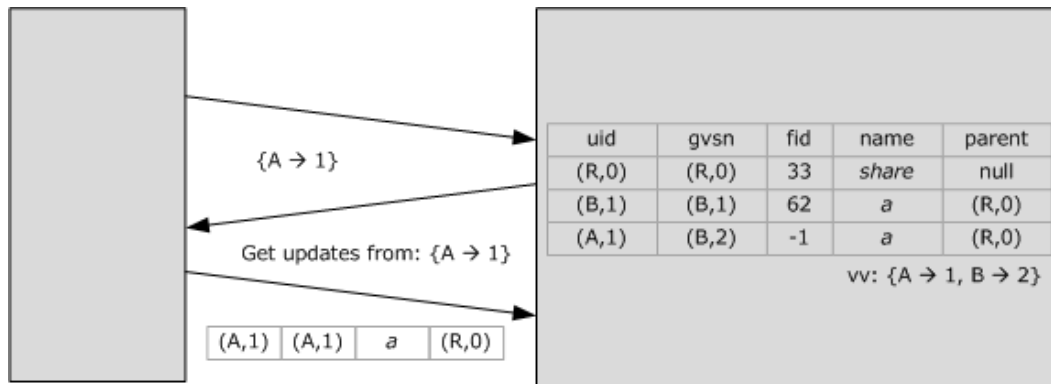 uid gvsn fid name parent
{A → 1}
(R,0) (R,0) 33 share null
(B,1) (B,1) 62 a (R,0)
(A,1) (B,2) -1 a (R,0)
Get updates from: {A → 1}
vv: {A → 1, B → 2}
(A,1) (A,1) a (R,0)